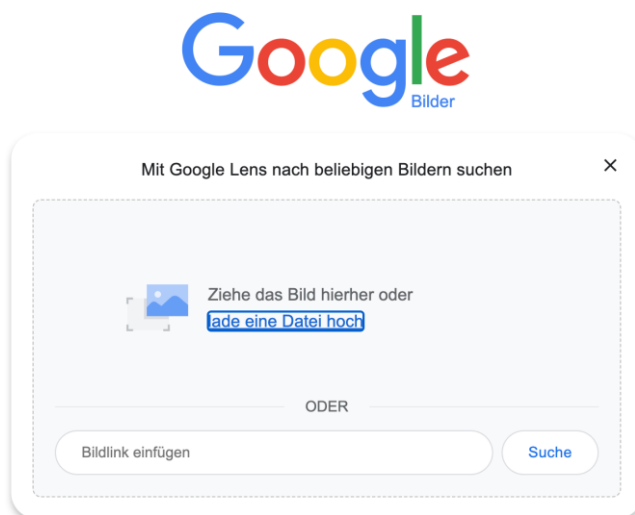 Google
Bilder
Mit Google Lens nach beliebigen Bildern suchen
Ziehe das Bild hierher oder
lade eine Datei hoch
ODER
Bildlink einfügen
Suche